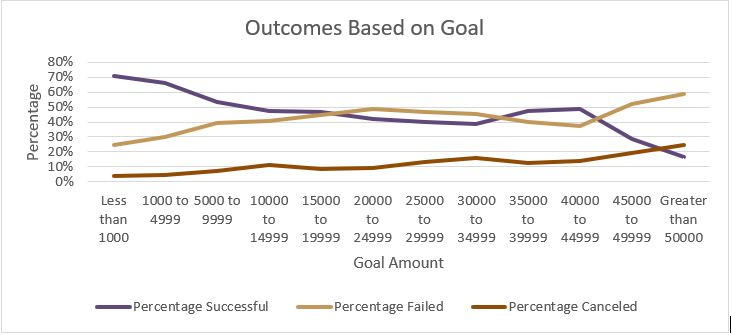 Outcomes Based on Goal
80%
70%
60%
50%
40%
30%
20%
10%
0%
Percentage
Less than 1000
1000 to 4999
5000 to 9999
10000 to 14999
15000 to 19999
20000 to 24999
25000 to 29999
30000 to 34999
35000 to 39999
40000 to 44999
45000 to 49999
Greater than 50000
Goal Amount
Percentage Successful
Percentage Failed
Percentage Canceled